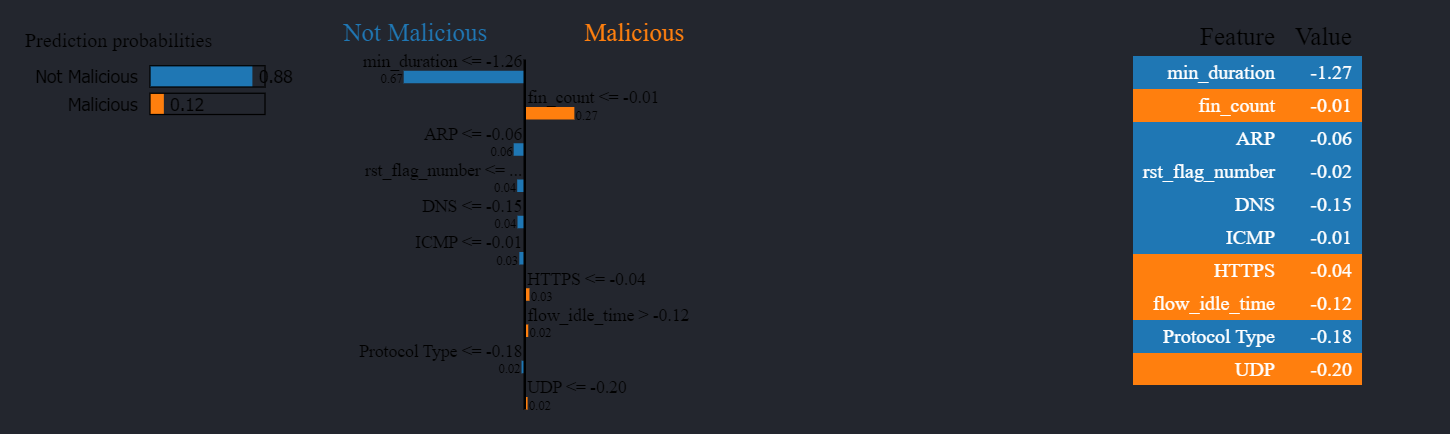 Prediction probabilities
Not Malicious 0.88
Malicious 0.12
Not Malicious Malicious
min_duration <= -1.26
0.67
fin_count <= -0.01
0.27
ARP <= -0.06
0.06
rst_flag_number <= ...
0.04
DNS <= -0.15
0.04
ICMP <= -0.01
0.03
HTTPS <= -0.04
0.03
flow_idle_time > -0.12
0.02
Protocol Type <= -0.18
0.02
UDP <= -0.20
0.02
Feature Value
min_duration -1.27
fin_count -0.01
ARP -0.06
rst_flag_number -0.02
DNS -0.15
ICMP -0.01
HTTPS -0.04
flow_idle_time -0.12
Protocol Type -0.18
UDP -0.20